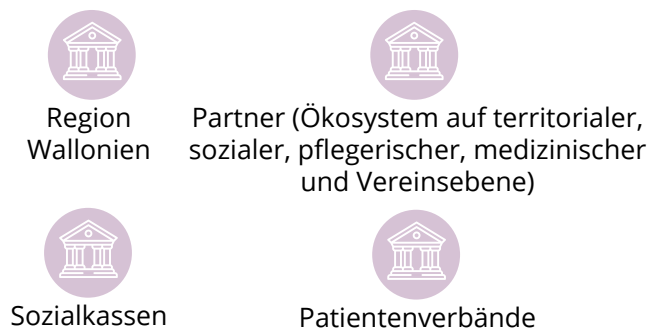 Region
Wallonien
Partner (Ökosystem auf territorialer,
sozialer, pflegerischer, medizinischer
und Vereinsebene)
Sozialkassen
Patientenverbände